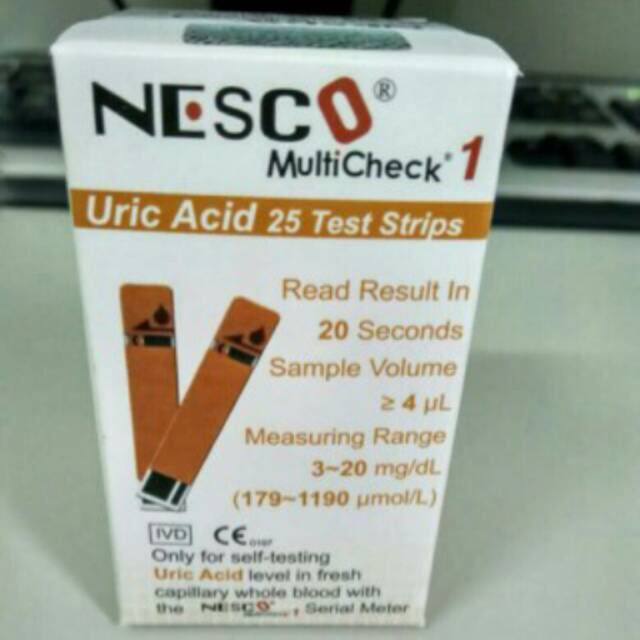 NESCO®
MultiCheck® 1
Uric Acid 25 Test Strips
Read Result In
20 Seconds
Sample Volume
≥ 4 µL
Measuring Range
3~20 mg/dL
(179~1190 µmol/L)
IVD CE 0197
Only for self-testing
Uric Acid level in fresh
capillary whole blood with
the NESCO® MultiCheck 1 Serial Meter